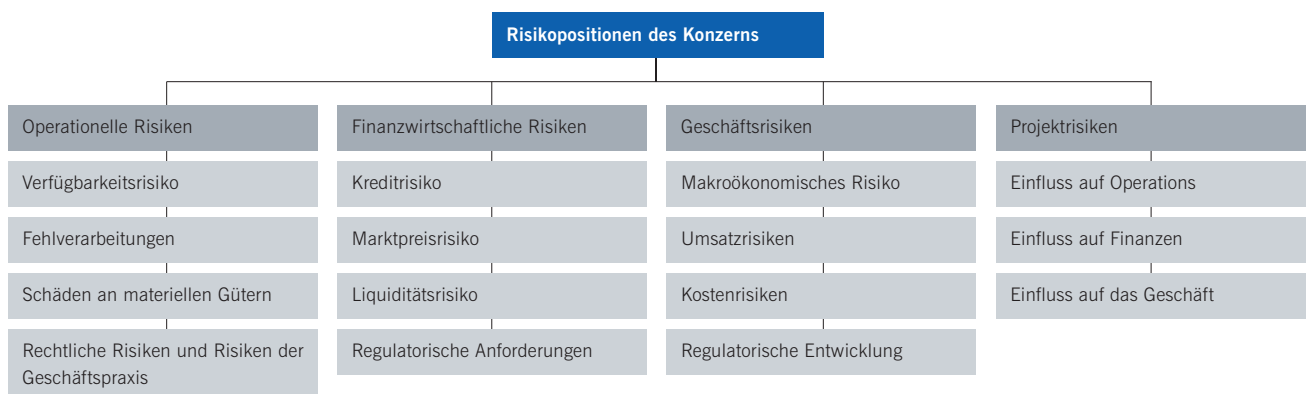 Risikopositionen des Konzerns
Operationelle Risiken
Verfügbarkeitsrisiko
Fehlverarbeitungen
Schäden an materiellen Gütern
Rechtliche Risiken und Risiken der
Geschäftspraxis
Finanzwirtschaftliche Risiken
Kreditrisiko
Marktpreisrisiko
Liquiditätsrisiko
Regulatorische Anforderungen
Geschäftsrisiken
Makroökonomisches Risiko
Umsatzrisiken
Kostenrisiken
Regulatorische Entwicklung
Projektrisiken
Einfluss auf Operations
Einfluss auf Finanzen
Einfluss auf das Geschäft